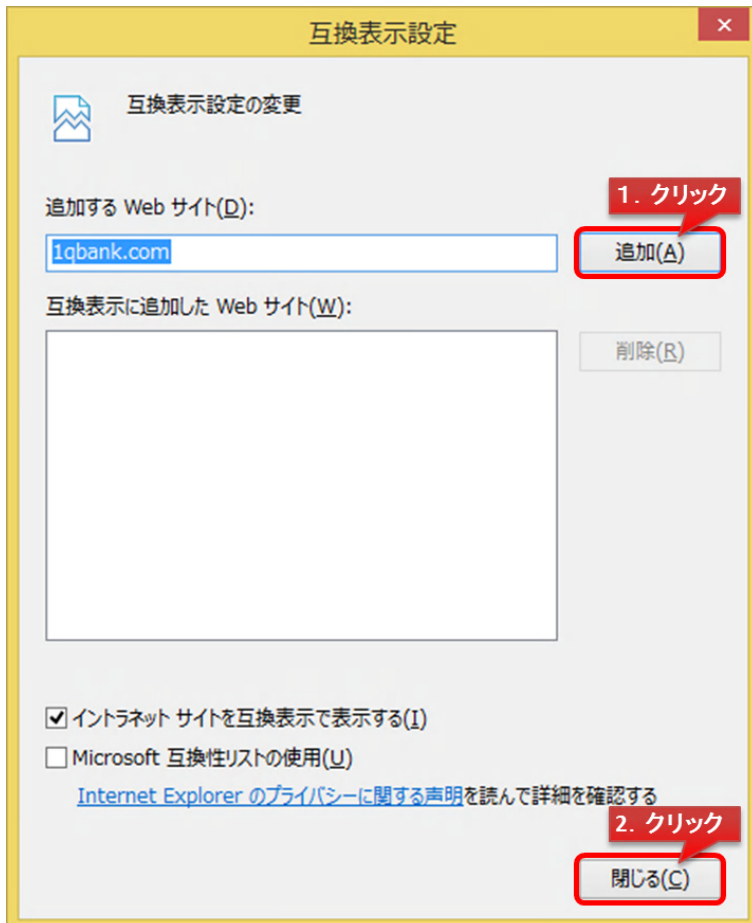 互換表示設定
互換表示設定の変更
1. クリック
追加する Web サイト(D):
1qbank.com
追加(A)
互換表示に追加した Web サイト(W):
削除(R)
イントラネット サイトを互換表示で表示する(I)
Microsoft 互換性リストの使用(U)
Internet Explorer のプライバシーに関する声明を読んで詳細を確認する
2. クリック
閉じる(C)